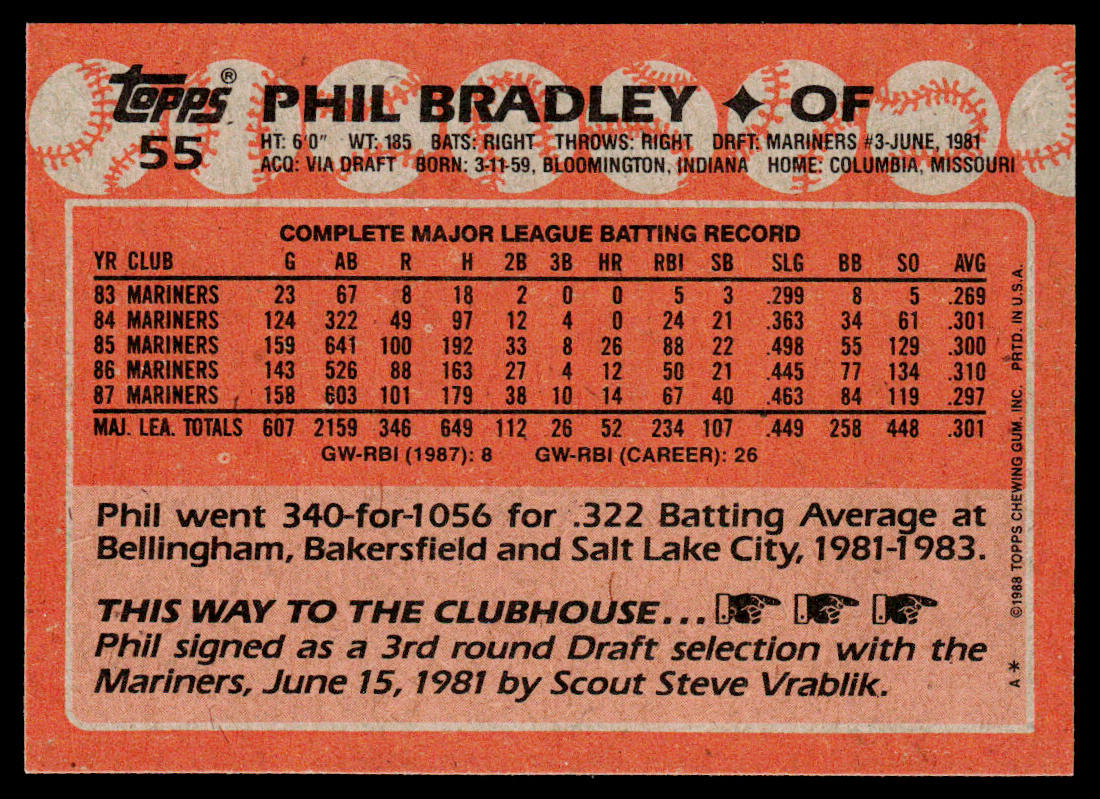 topps® PHIL BRADLEY ✦ OF
55 HT: 6'0" WT: 185 BATS: RIGHT THROWS: RIGHT DRFT: MARINERS #3-JUNE, 1981
ACQ: VIA DRAFT BORN: 3-11-59, BLOOMINGTON, INDIANA HOME: COLUMBIA, MISSOURI
COMPLETE MAJOR LEAGUE BATTING RECORD
YR CLUB G AB R H 2B 3B HR RBI SB SLG BB SO AVG
83 MARINERS 23 67 8 18 2 0 0 5 3 .299 8 5 .269
84 MARINERS 124 322 49 97 12 4 0 24 21 .363 34 61 .301
85 MARINERS 159 641 100 192 33 8 26 88 22 .498 55 129 .300
86 MARINERS 143 526 88 163 27 4 12 50 21 .445 77 134 .310
87 MARINERS 158 603 101 179 38 10 14 67 40 .463 84 119 .297
MAJ. LEA. TOTALS 607 2159 346 649 112 26 52 234 107 .449 258 448 .301
GW-RBI (1987): 8 GW-RBI (CAREER): 26
Phil went 340-for-1056 for .322 Batting Average at
Bellingham, Bakersfield and Salt Lake City, 1981-1983.
THIS WAY TO THE CLUBHOUSE...
Phil signed as a 3rd round Draft selection with the
Mariners, June 15, 1981 by Scout Steve Vrablik.
A* ©1988 TOPPS CHEWING GUM, INC. PRTD. IN U.S.A.